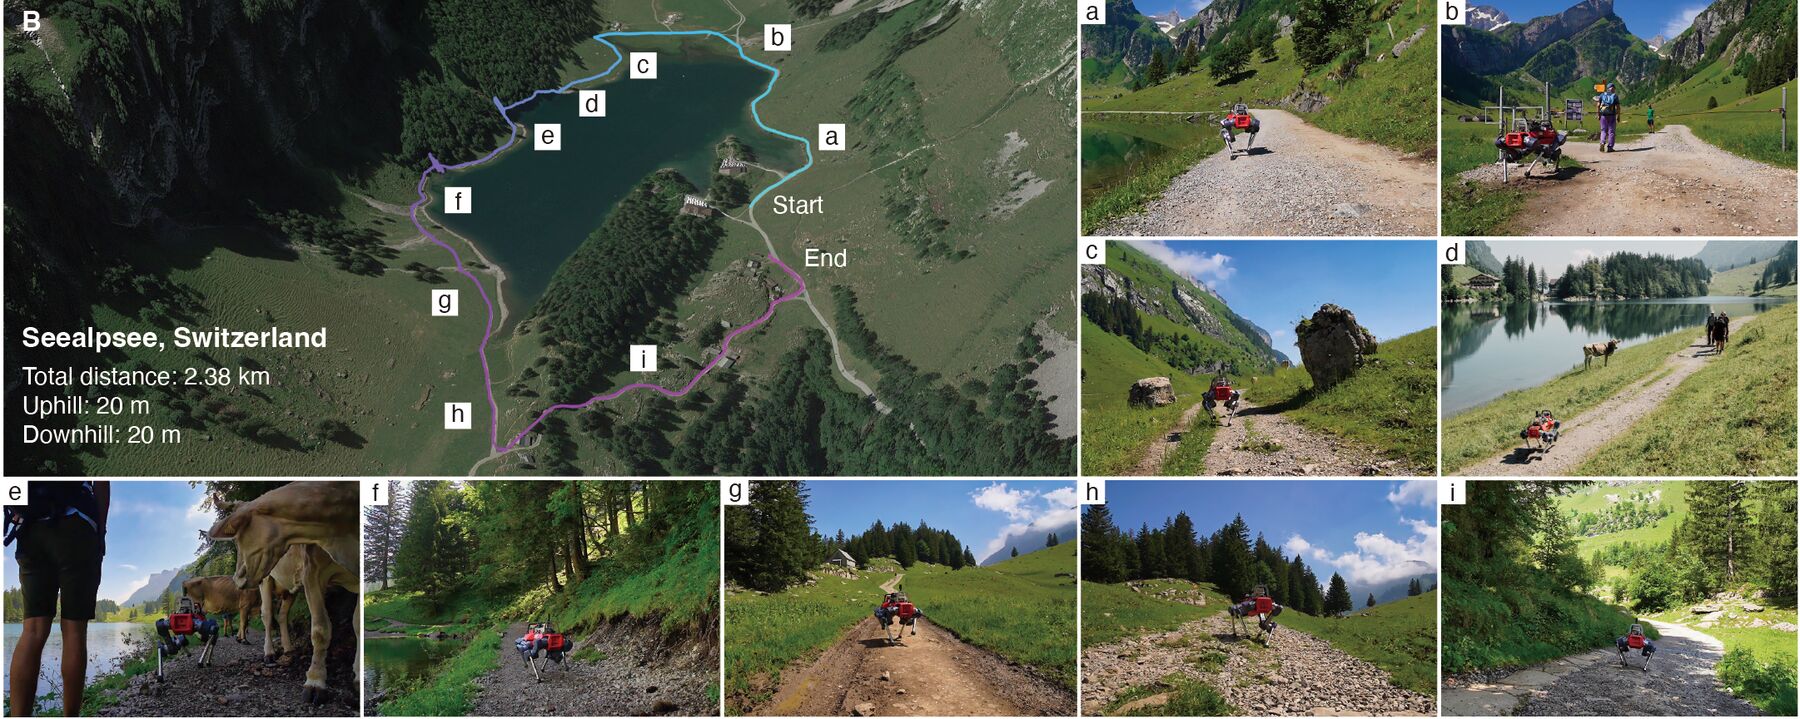 B
b
c
d
e
a
f
Start
End
g
Seealpsee, Switzerland
Total distance: 2.38 km
Uphill: 20 m
Downhill: 20 m
h
i
a
b
c
d
e
f
g
h
i